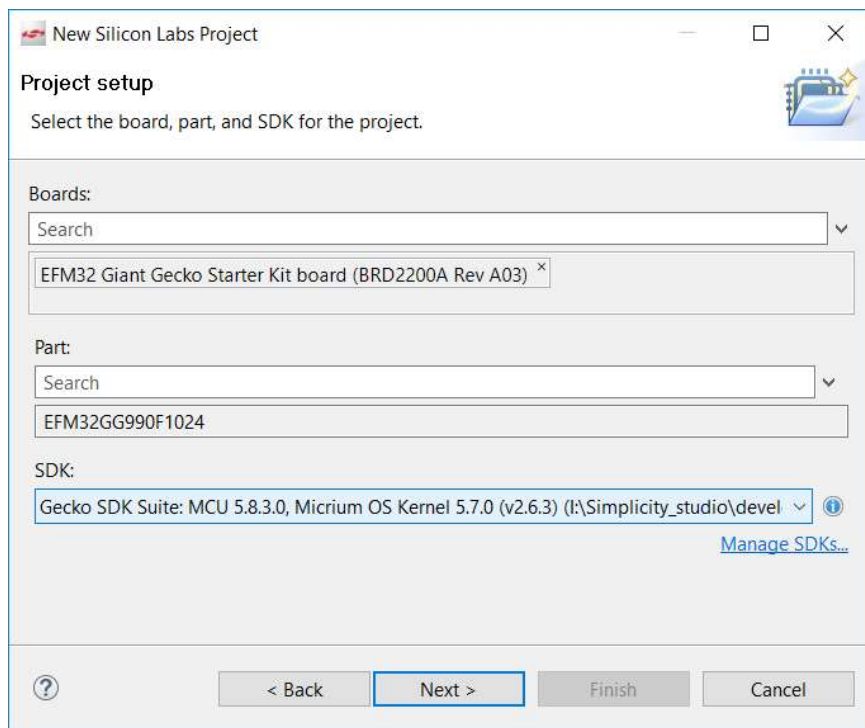 New Silicon Labs Project
Project setup
Select the board, part, and SDK for the project.
Boards:
Search
EFM32 Giant Gecko Starter Kit board (BRD2200A Rev A03) ×
Part:
Search
EFM32GG990F1024
SDK:
Gecko SDK Suite: MCU 5.8.3.0, Micrium OS Kernel 5.7.0 (v2.6.3) (I:\Simplicity_studio\devel
Manage SDKs...
< Back Next > Finish Cancel